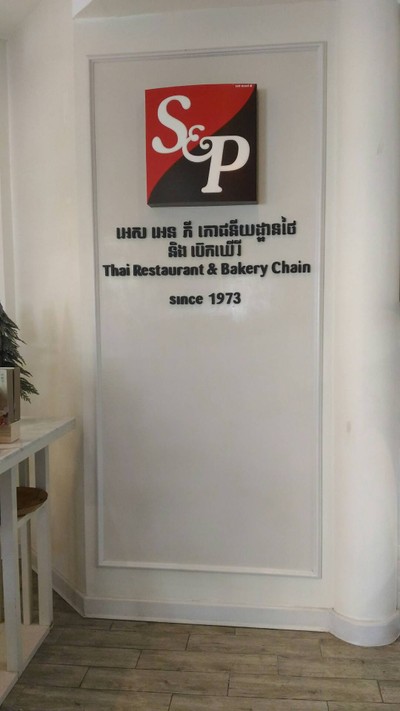 S&P
អេស អេន ភី ភោជនីយដ្ឋានថៃ
និង ប៊េកឃើរី
Thai Restaurant & Bakery Chain
since 1973